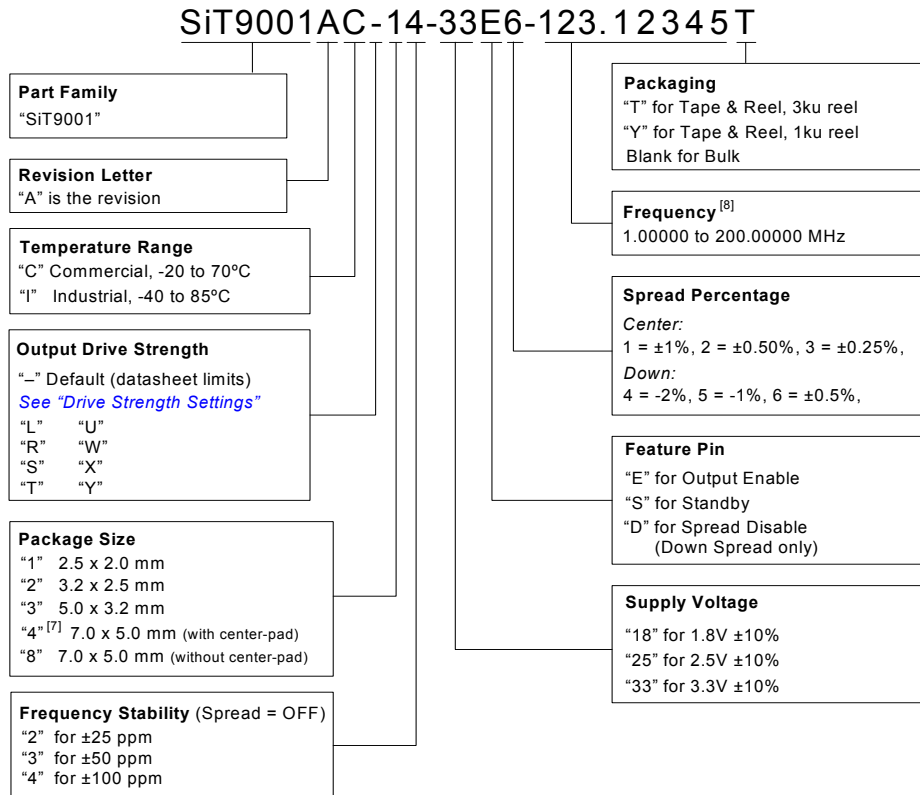 SiT9001AC-14-33E6-123.12345T
Part Family
“SiT9001”
Revision Letter
“A” is the revision
Temperature Range
“C” Commercial, -20 to 70ºC
“I” Industrial, -40 to 85ºC
Output Drive Strength
“–” Default (datasheet limits)
See “Drive Strength Settings”
“L” “U”
“R” “W”
“S” “X”
“T” “Y”
Package Size
“1” 2.5 x 2.0 mm
“2” 3.2 x 2.5 mm
“3” 5.0 x 3.2 mm
“4” [7] 7.0 x 5.0 mm (with center-pad)
“8” 7.0 x 5.0 mm (without center-pad)
Frequency Stability (Spread = OFF)
“2” for ±25 ppm
“3” for ±50 ppm
“4” for ±100 ppm
Packaging
“T” for Tape & Reel, 3ku reel
“Y” for Tape & Reel, 1ku reel
Blank for Bulk
Frequency [8]
1.00000 to 200.00000 MHz
Spread Percentage
Center:
1 = ±1%, 2 = ±0.50%, 3 = ±0.25%,
Down:
4 = -2%, 5 = -1%, 6 = ±0.5%,
Feature Pin
“E” for Output Enable
“S” for Standby
“D” for Spread Disable
(Down Spread only)
Supply Voltage
“18” for 1.8V ±10%
“25” for 2.5V ±10%
“33” for 3.3V ±10%